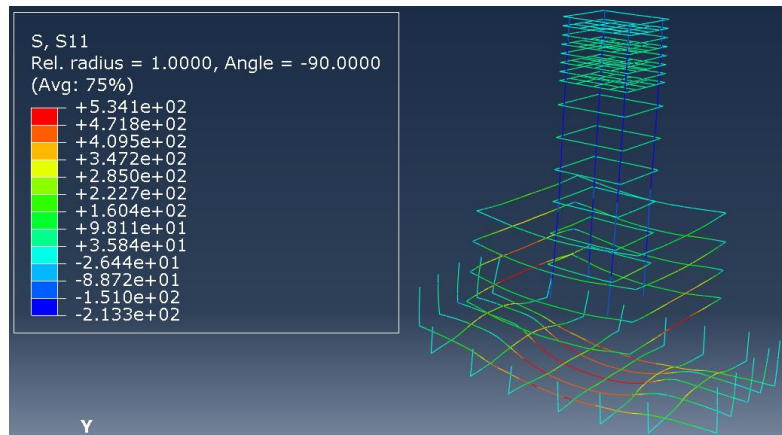 S, S11
Rel. radius = 1.0000, Angle = -90.0000
(Avg: 75%)
+5.341e+02
+4.718e+02
+4.095e+02
+3.472e+02
+2.850e+02
+2.227e+02
+1.604e+02
+9.811e+01
+3.584e+01
-2.644e+01
-8.872e+01
-1.510e+02
-2.133e+02
Y